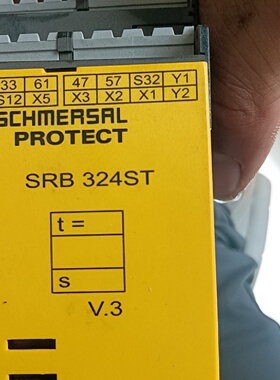 33 61 47 57 S32 Y1
S12 X5 X3 X2 X1 Y2
SCHMERSAL
PROTECT
SRB 324ST
t =
s
V.3